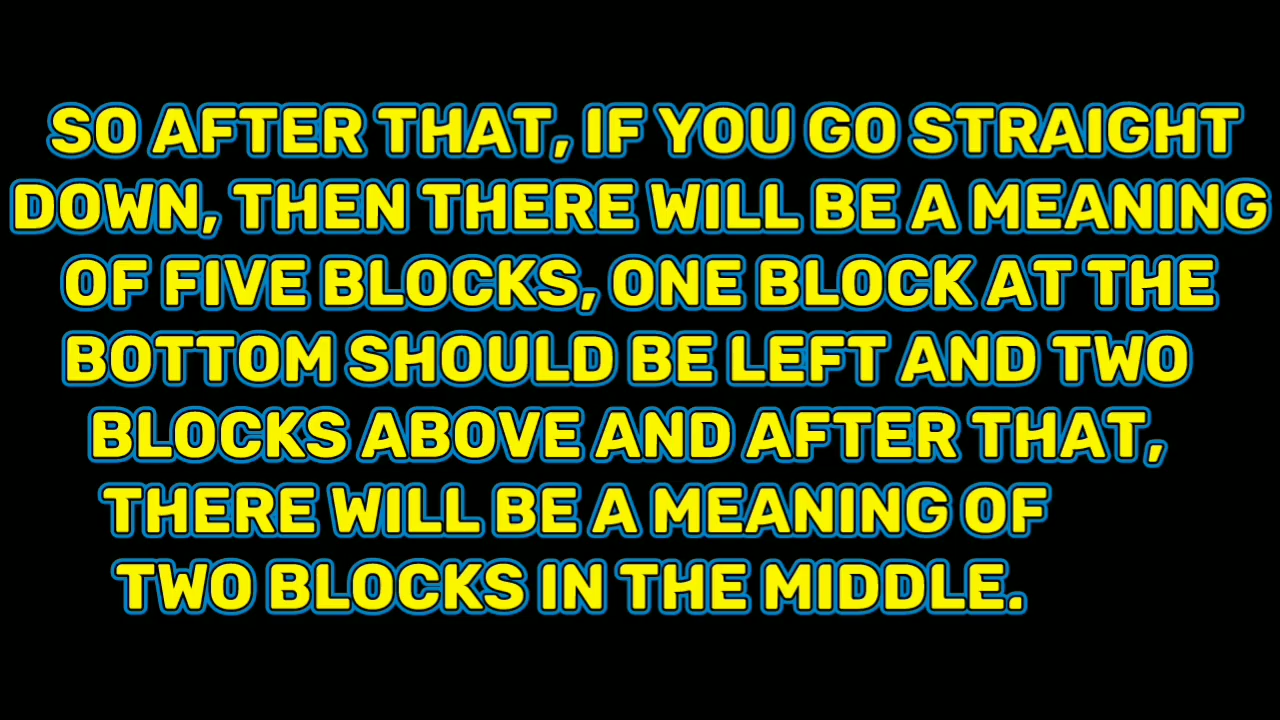 SO AFTER THAT, IF YOU GO STRAIGHT
DOWN, THEN THERE WILL BE A MEANING
OF FIVE BLOCKS, ONE BLOCK AT THE
BOTTOM SHOULD BE LEFT AND TWO
BLOCKS ABOVE AND AFTER THAT,
THERE WILL BE A MEANING OF
TWO BLOCKS IN THE MIDDLE.